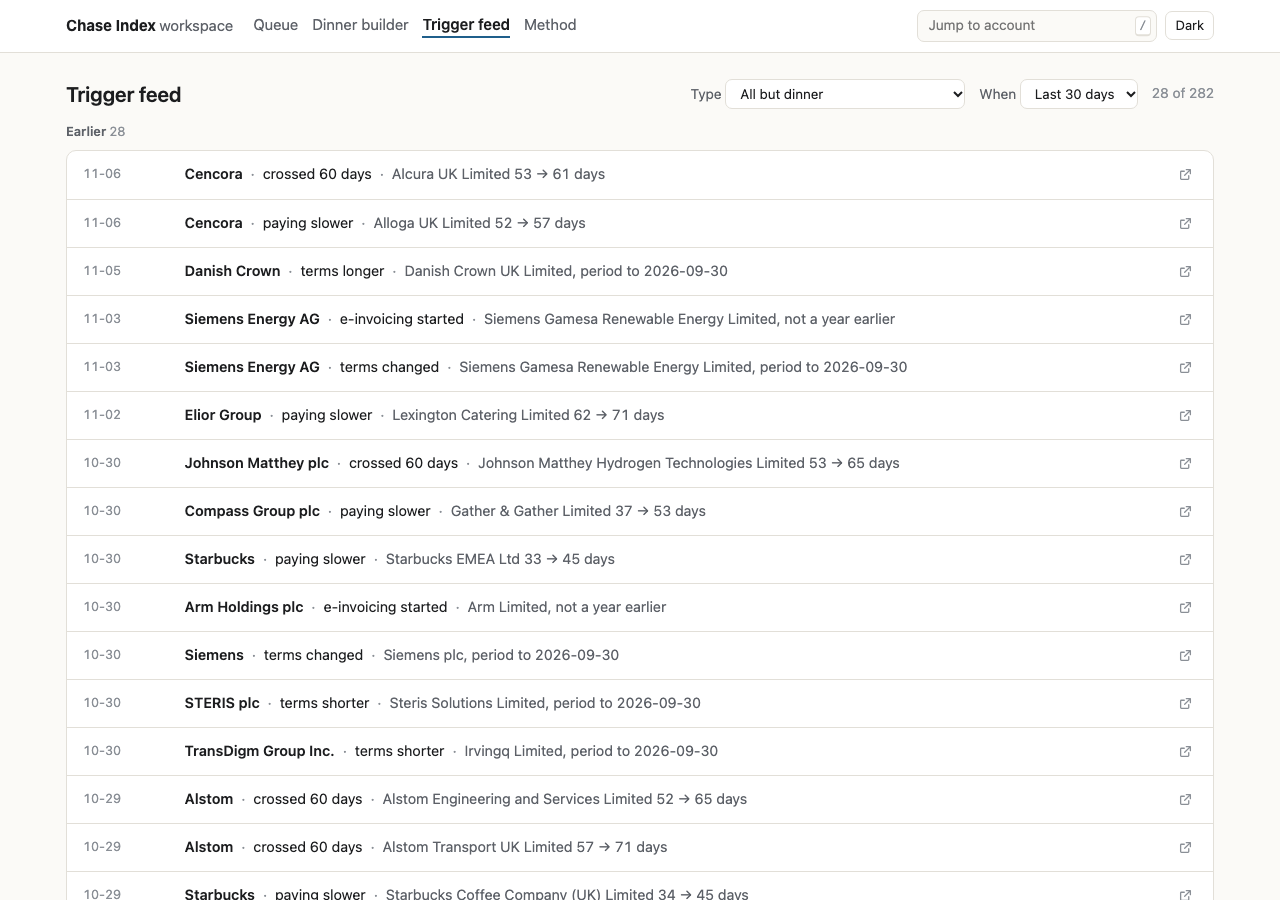 Chase Index workspace Queue Dinner builder Trigger feed Method Jump to account / Dark
Trigger feed Type All but dinner When Last 30 days 28 of 282
Earlier 28
11-06 Cencora · crossed 60 days · Alcura UK Limited 53 → 61 days
11-06 Cencora · paying slower · Alloga UK Limited 52 → 57 days
11-05 Danish Crown · terms longer · Danish Crown UK Limited, period to 2026-09-30
11-03 Siemens Energy AG · e-invoicing started · Siemens Gamesa Renewable Energy Limited, not a year earlier
11-03 Siemens Energy AG · terms changed · Siemens Gamesa Renewable Energy Limited, period to 2026-09-30
11-02 Elior Group · paying slower · Lexington Catering Limited 62 → 71 days
10-30 Johnson Matthey plc · crossed 60 days · Johnson Matthey Hydrogen Technologies Limited 53 → 65 days
10-30 Compass Group plc · paying slower · Gather & Gather Limited 37 → 53 days
10-30 Starbucks · paying slower · Starbucks EMEA Ltd 33 → 45 days
10-30 Arm Holdings plc · e-invoicing started · Arm Limited, not a year earlier
10-30 Siemens · terms changed · Siemens plc, period to 2026-09-30
10-30 STERIS plc · terms shorter · Steris Solutions Limited, period to 2026-09-30
10-30 TransDigm Group Inc. · terms shorter · Irvingq Limited, period to 2026-09-30
10-29 Alstom · crossed 60 days · Alstom Engineering and Services Limited 52 → 65 days
10-29 Alstom · crossed 60 days · Alstom Transport UK Limited 57 → 71 days
10-29 Starbucks · paying slower · Starbucks Coffee Company (UK) Limited 34 → 45 days